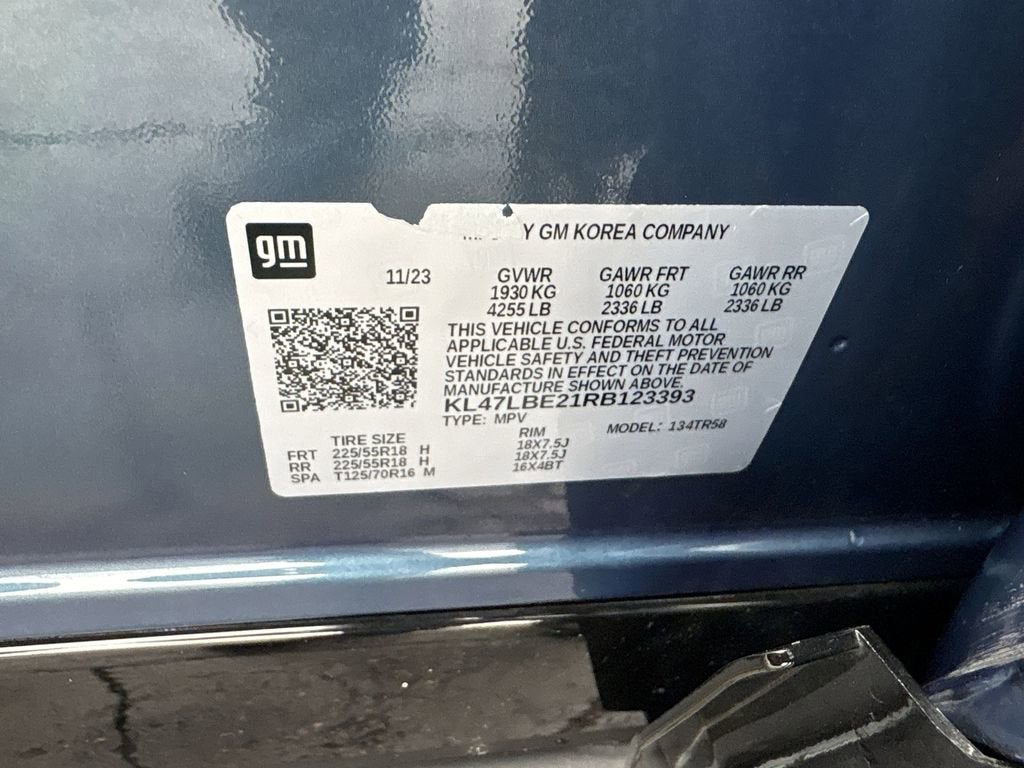 gm
GM KOREA COMPANY
11/23
GVWR GAWR FRT GAWR RR
1930 KG 1060 KG 1060 KG
4255 LB 2336 LB 2336 LB
THIS VEHICLE CONFORMS TO ALL
APPLICABLE U.S. FEDERAL MOTOR
VEHICLE SAFETY AND THEFT PREVENTION
STANDARDS IN EFFECT ON THE DATE OF
MANUFACTURE SHOWN ABOVE.
KL47LBE21RB123393
TYPE: MPV MODEL: 134TR58
TIRE SIZE RIM
FRT 225/55R18 H 18X7.5J
RR 225/55R18 H 18X7.5J
SPA T125/70R16 M 16X4BT